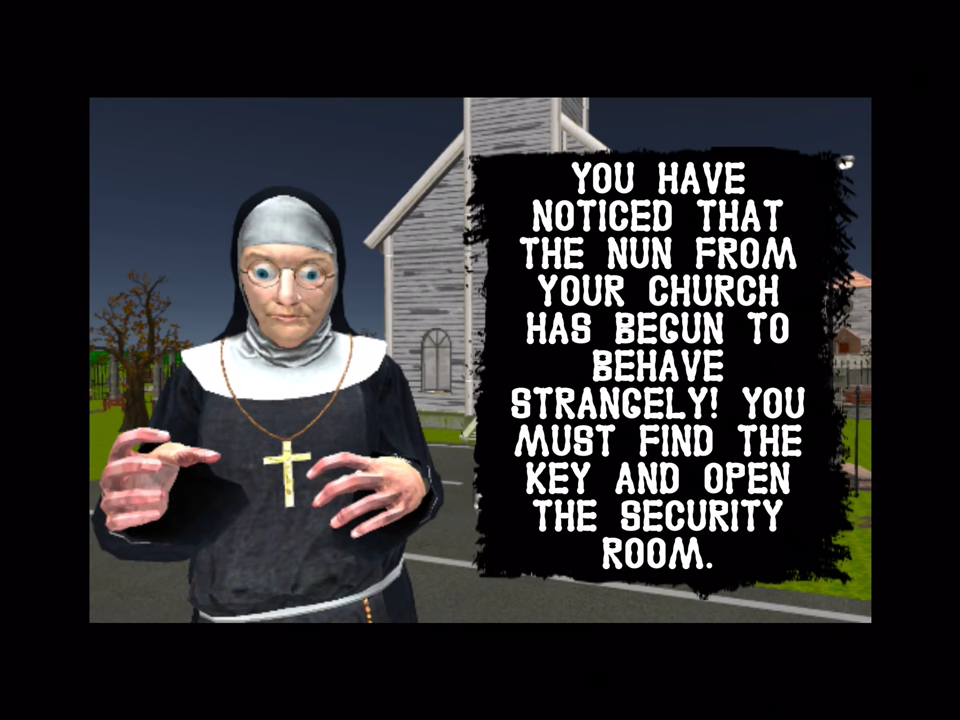 YOU HAVE
NOTICED THAT
THE NUN FROM
YOUR CHURCH
HAS BEGUN TO
BEHAVE
STRANGELY! YOU
MUST FIND THE
KEY AND OPEN
THE SECURITY
ROOM.